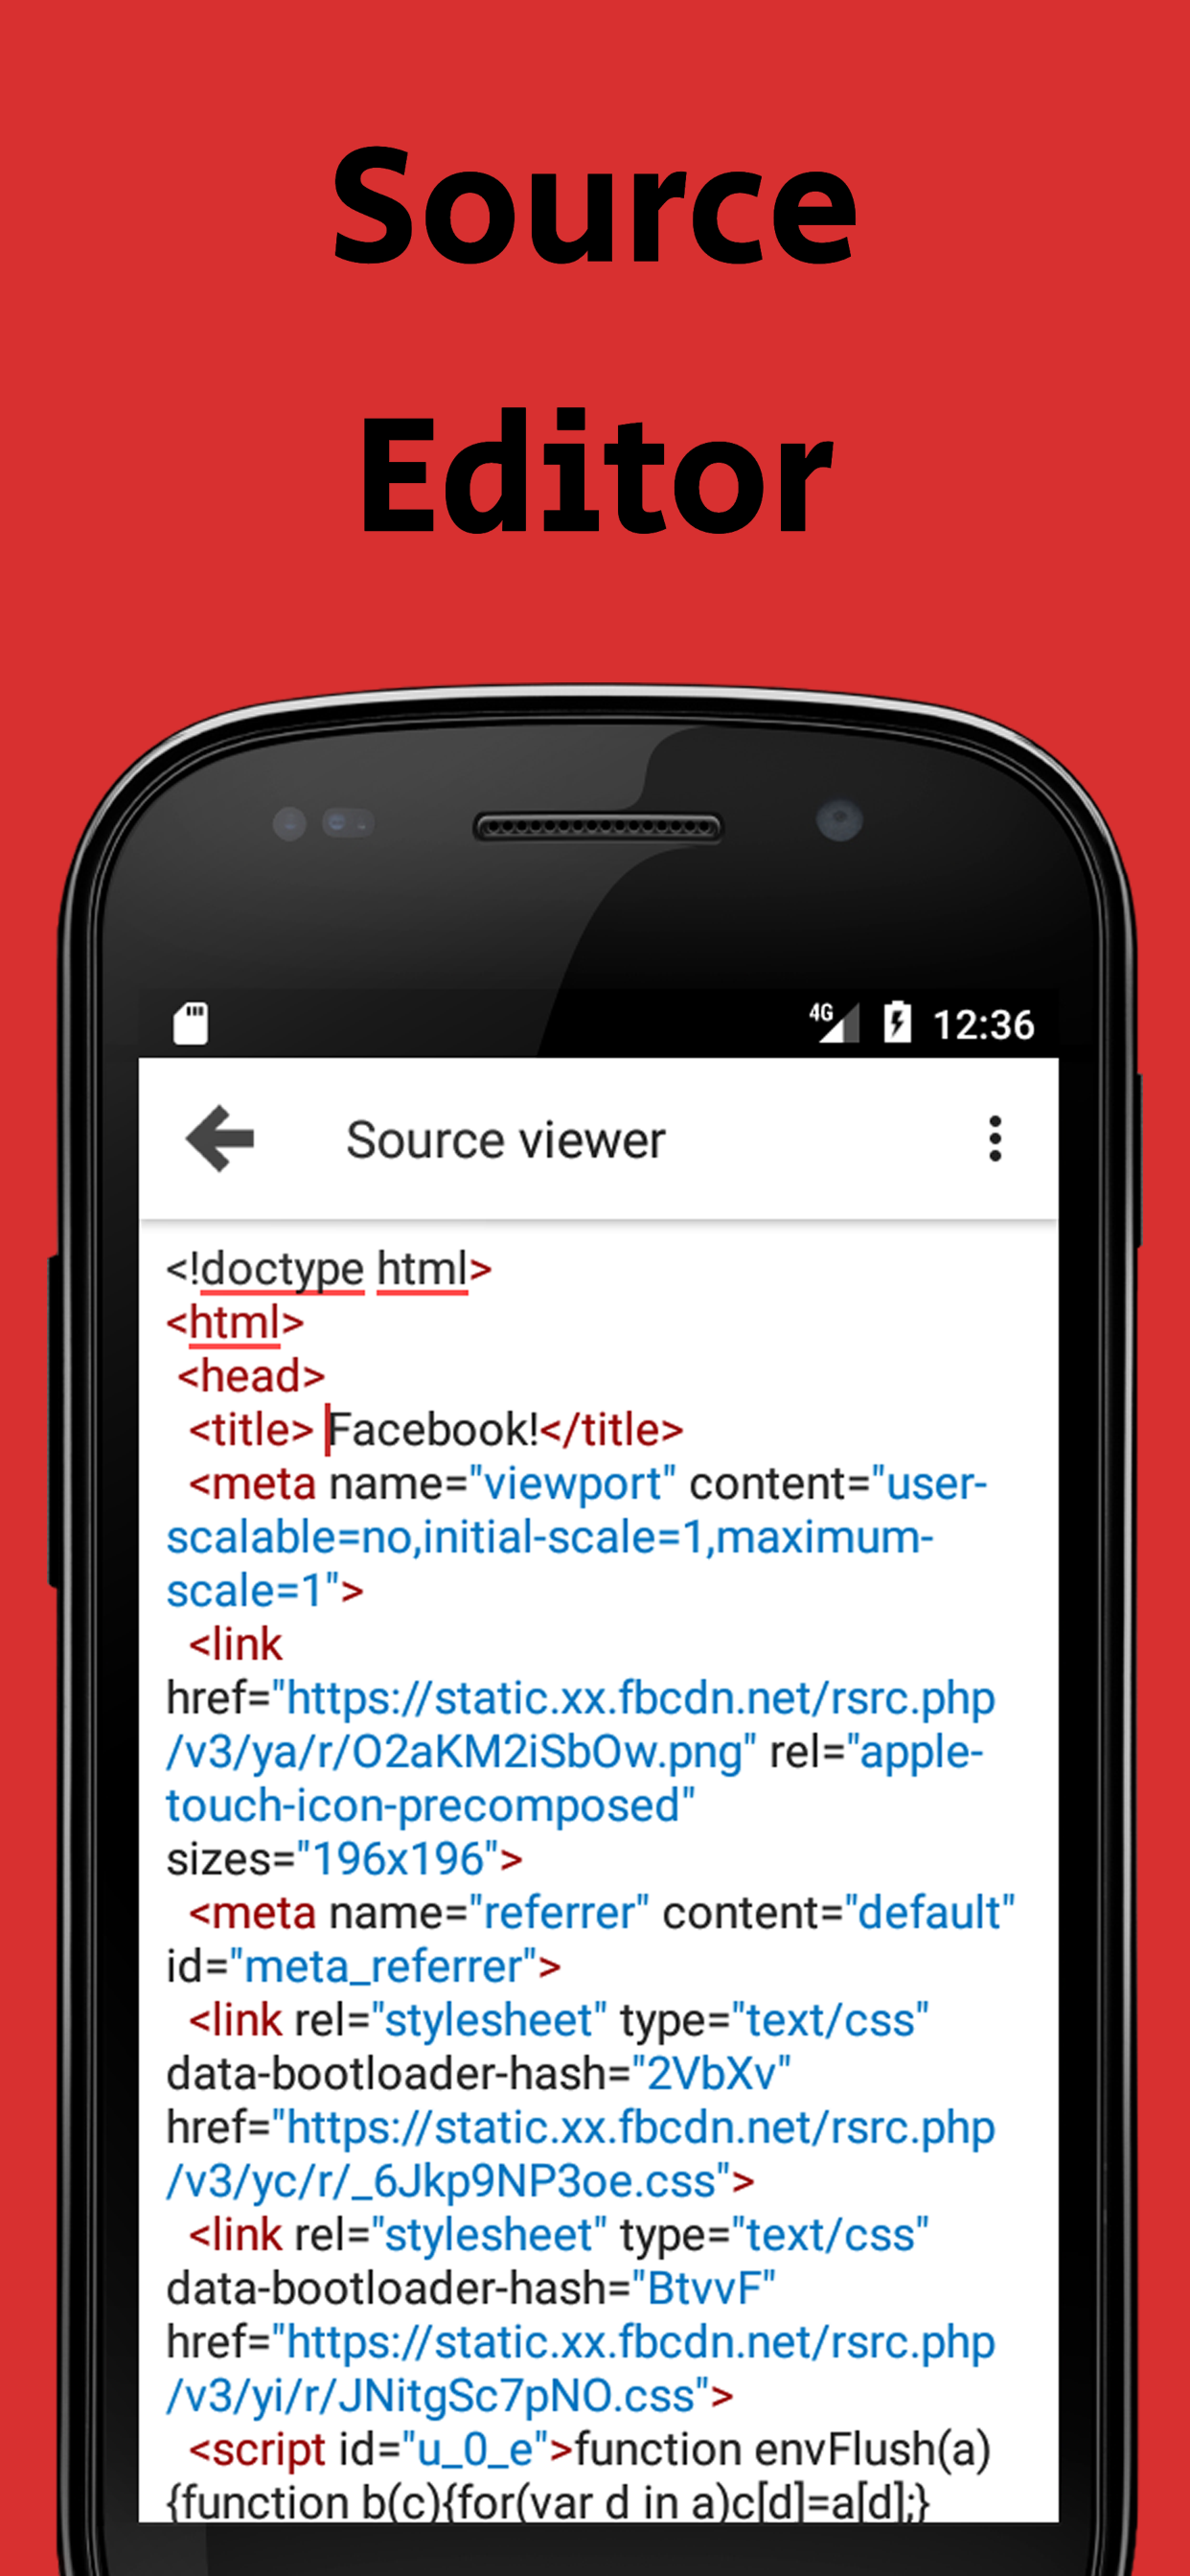 Source
Editor
4G 12:36
Source viewer
<!doctype html>
<html>
<head>
<title> Facebook!</title>
<meta name="viewport" content="user-
scalable=no,initial-scale=1,maximum-
scale=1">
<link
href="https://static.xx.fbcdn.net/rsrc.php
/v3/ya/r/O2aKM2iSbOw.png" rel="apple-
touch-icon-precomposed"
sizes="196x196">
<meta name="referrer" content="default"
id="meta_referrer">
<link rel="stylesheet" type="text/css"
data-bootloader-hash="2VbXv"
href="https://static.xx.fbcdn.net/rsrc.php
/v3/yc/r/_6Jkp9NP3oe.css">
<link rel="stylesheet" type="text/css"
data-bootloader-hash="BtvvF"
href="https://static.xx.fbcdn.net/rsrc.php
/v3/yi/r/JNitgSc7pNO.css">
<script id="u_0_e">function envFlush(a)
{function b(c){for(var d in a)c[d]=a[d];}